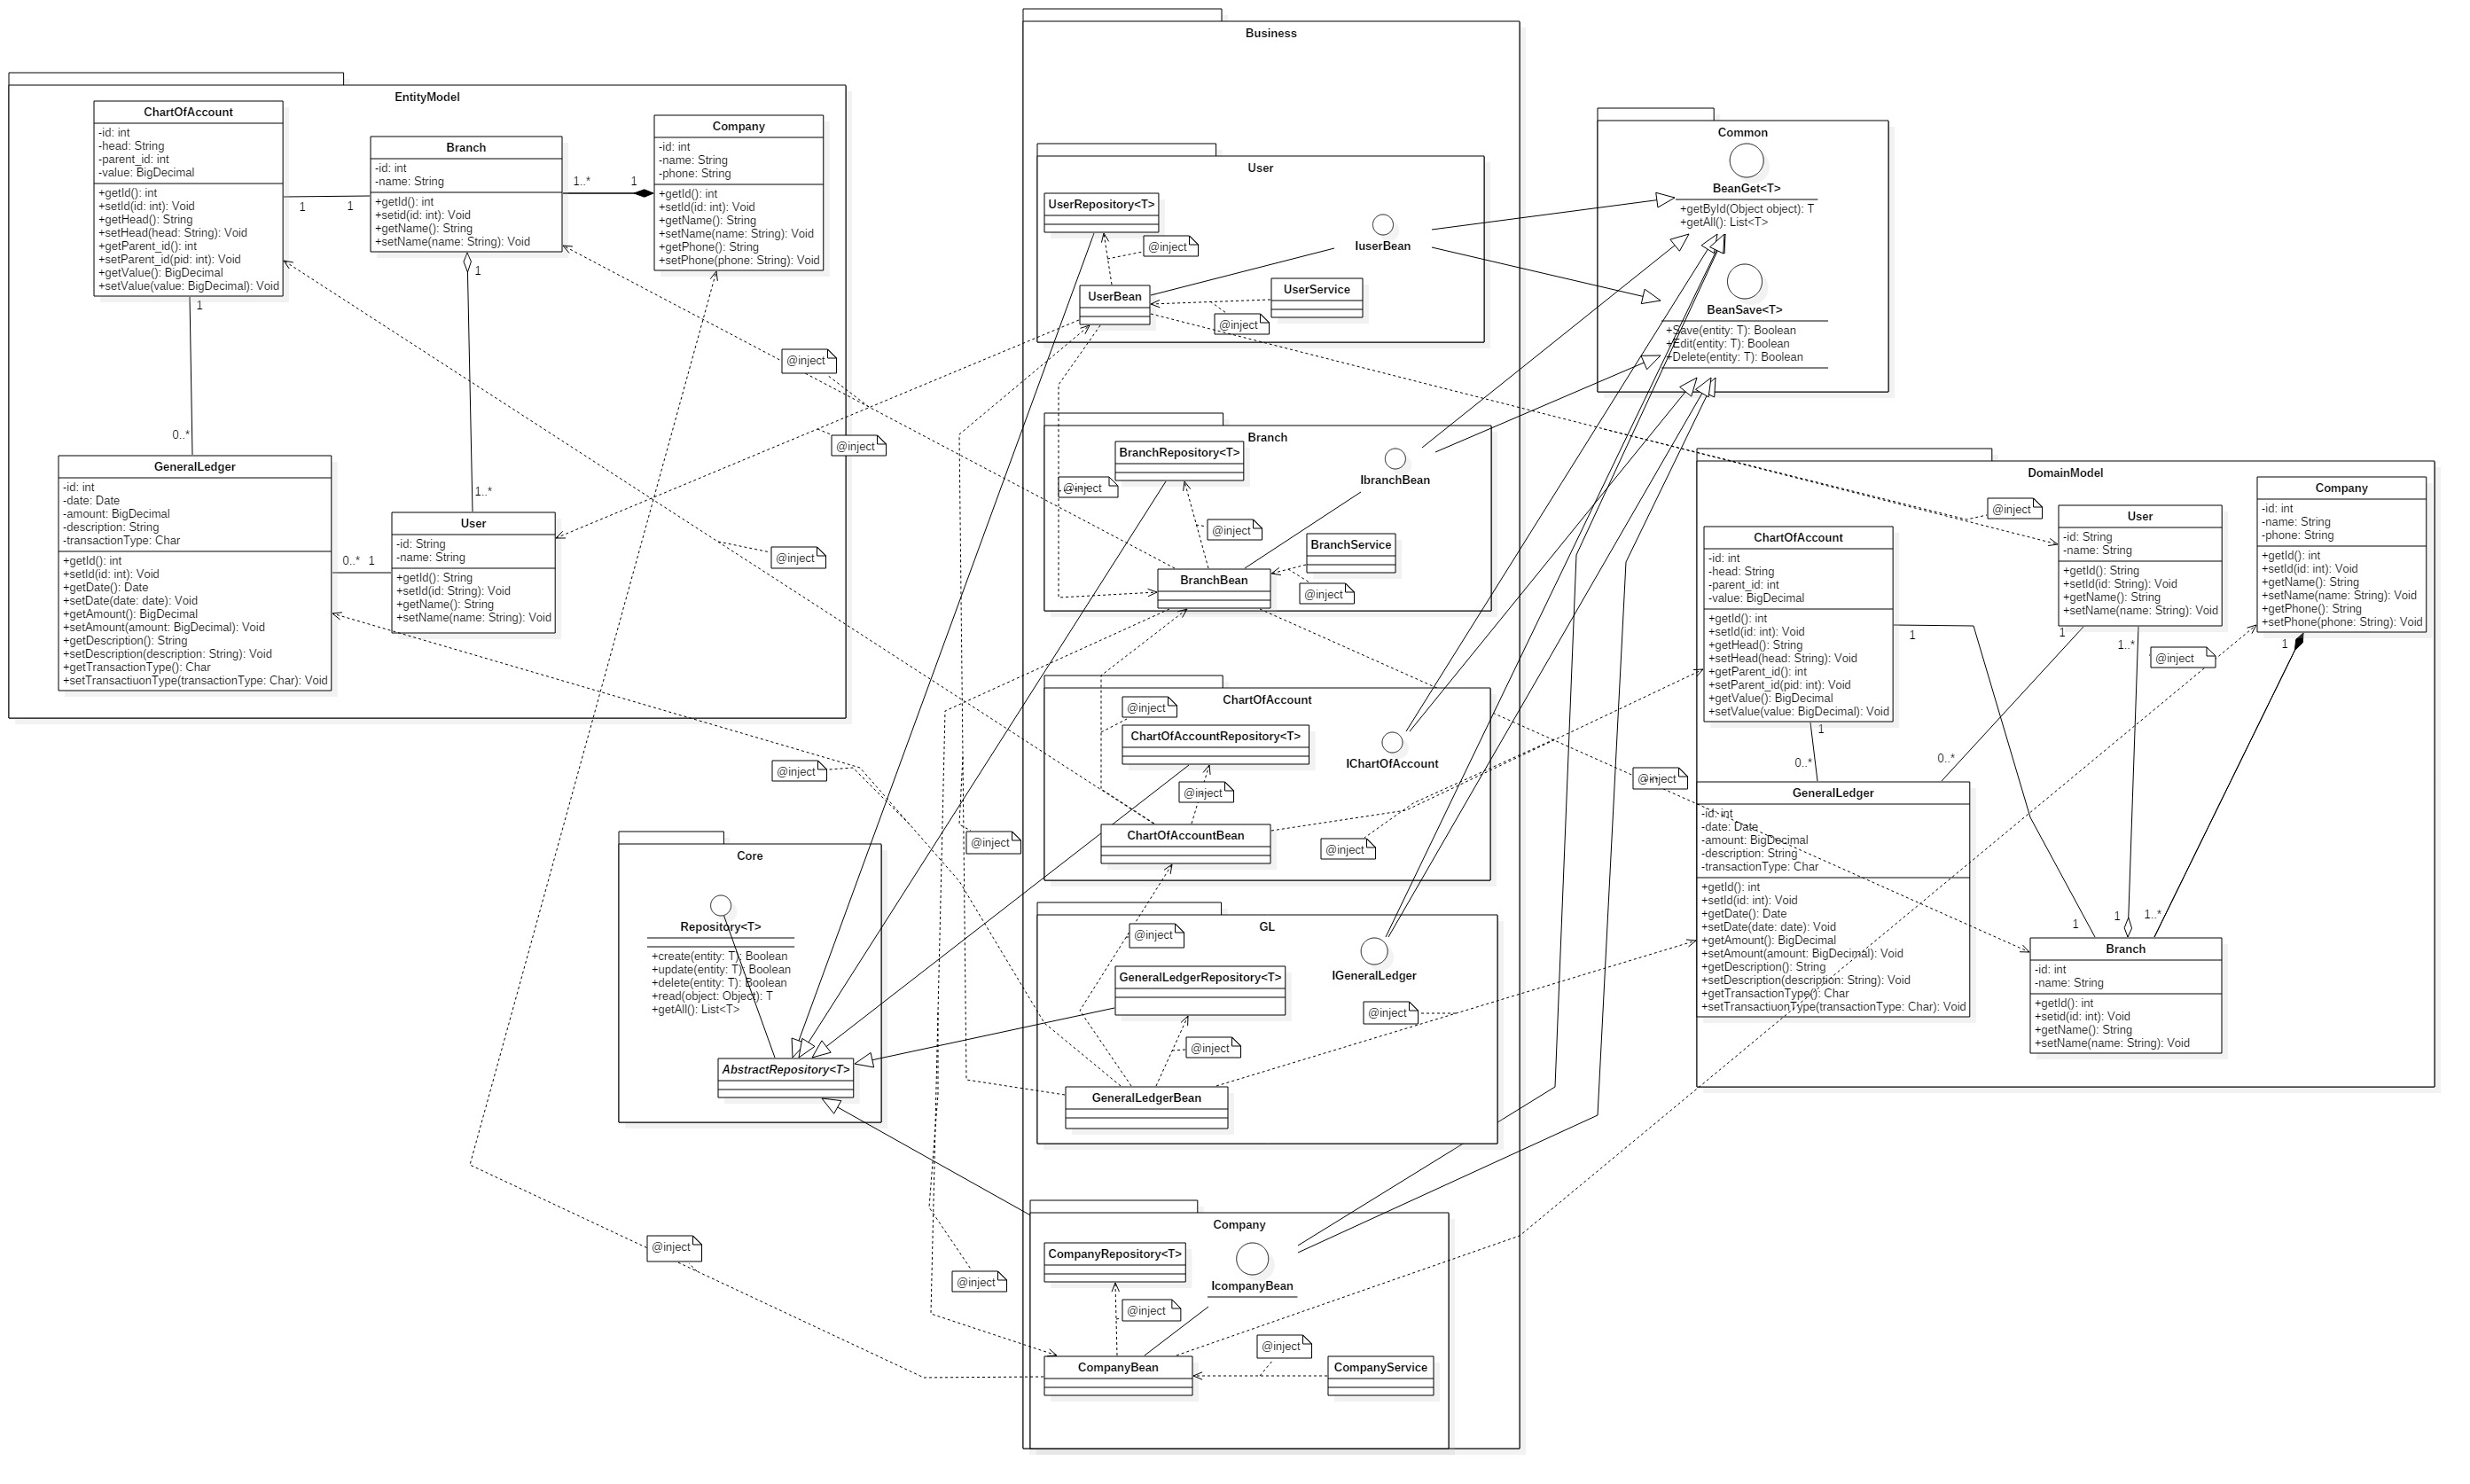 EntityModel
ChartOfAccount
-id: int
-head: String
-parent_id: int
-value: BigDecimal
+getId(): int
+setId(id: int): Void
+getHead(): String
+setHead(head: String): Void
+getParent_id(): int
+setParent_id(pid: int): Void
+getValue(): BigDecimal
+setValue(value: BigDecimal): Void
Branch
-id: int
-name: String
+getId(): int
+setid(id: int): Void
+getName(): String
+setName(name: String): Void
Company
-id: int
-name: String
-phone: String
+getId(): int
+setId(id: int): Void
+getName(): String
+setName(name: String): Void
+getPhone(): String
+setPhone(phone: String): Void
1..*
1
1
1
1
1
0..*
1..*
0..*
1
GeneralLedger
-id: int
-date: Date
-amount: BigDecimal
-description: String
-transactionType: Char
+getId(): int
+setId(id: int): Void
+getDate(): Date
+setDate(date: date): Void
+getAmount(): BigDecimal
+setAmount(amount: BigDecimal): Void
+getDescription(): String
+setDescription(description: String): Void
+getTransactionType(): Char
+setTransactiuonType(transactionType: Char): Void
User
-id: String
-name: String
+getId(): String
+setId(id: String): Void
+getName(): String
+setName(name: String): Void
@inject
@inject
@inject
@inject
@inject
@inject
@inject
Core
Repository<T>
+create(entity: T): Boolean
+update(entity: T): Boolean
+delete(entity: T): Boolean
+read(object: Object): T
+getAll(): List<T>
AbstractRepository<T>
Business
User
UserRepository<T>
@inject
IuserBean
UserBean
UserService
@inject
Branch
BranchRepository<T>
IbranchBean
@inject
@inject
BranchService
BranchBean
@inject
ChartOfAccount
@inject
ChartOfAccountRepository<T>
IChartOfAccount
@inject
ChartOfAccountBean
@inject
GL
@inject
GeneralLedgerRepository<T>
IGeneralLedger
@inject
@inject
GeneralLedgerBean
Company
CompanyRepository<T>
IcompanyBean
@inject
@inject
CompanyBean
CompanyService
Common
BeanGet<T>
+getById(Object object): T
+getAll(): List<T>
BeanSave<T>
+Save(entity: T): Boolean
+Edit(entity: T): Boolean
+Delete(entity: T): Boolean
DomainModel
@inject
@inject
@inject
ChartOfAccount
-id: int
-head: String
-parent_id: int
-value: BigDecimal
+getId(): int
+setId(id: int): Void
+getHead(): String
+setHead(head: String): Void
+getParent_id(): int
+setParent_id(pid: int): Void
+getValue(): BigDecimal
+setValue(value: BigDecimal): Void
User
-id: String
-name: String
+getId(): String
+setId(id: String): Void
+getName(): String
+setName(name: String): Void
Company
-id: int
-name: String
-phone: String
+getId(): int
+setId(id: int): Void
+getName(): String
+setName(name: String): Void
+getPhone(): String
+setPhone(phone: String): Void
1
1
1..*
1
1
0..*
0..*
1
1
1..*
GeneralLedger
-id: int
-date: Date
-amount: BigDecimal
-description: String
-transactionType: Char
+getId(): int
+setId(id: int): Void
+getDate(): Date
+setDate(date: date): Void
+getAmount(): BigDecimal
+setAmount(amount: BigDecimal): Void
+getDescription(): String
+setDescription(description: String): Void
+getTransactionType(): Char
+setTransactiuonType(transactionType: Char): Void
Branch
-id: int
-name: String
+getId(): int
+setid(id: int): Void
+getName(): String
+setName(name: String): Void